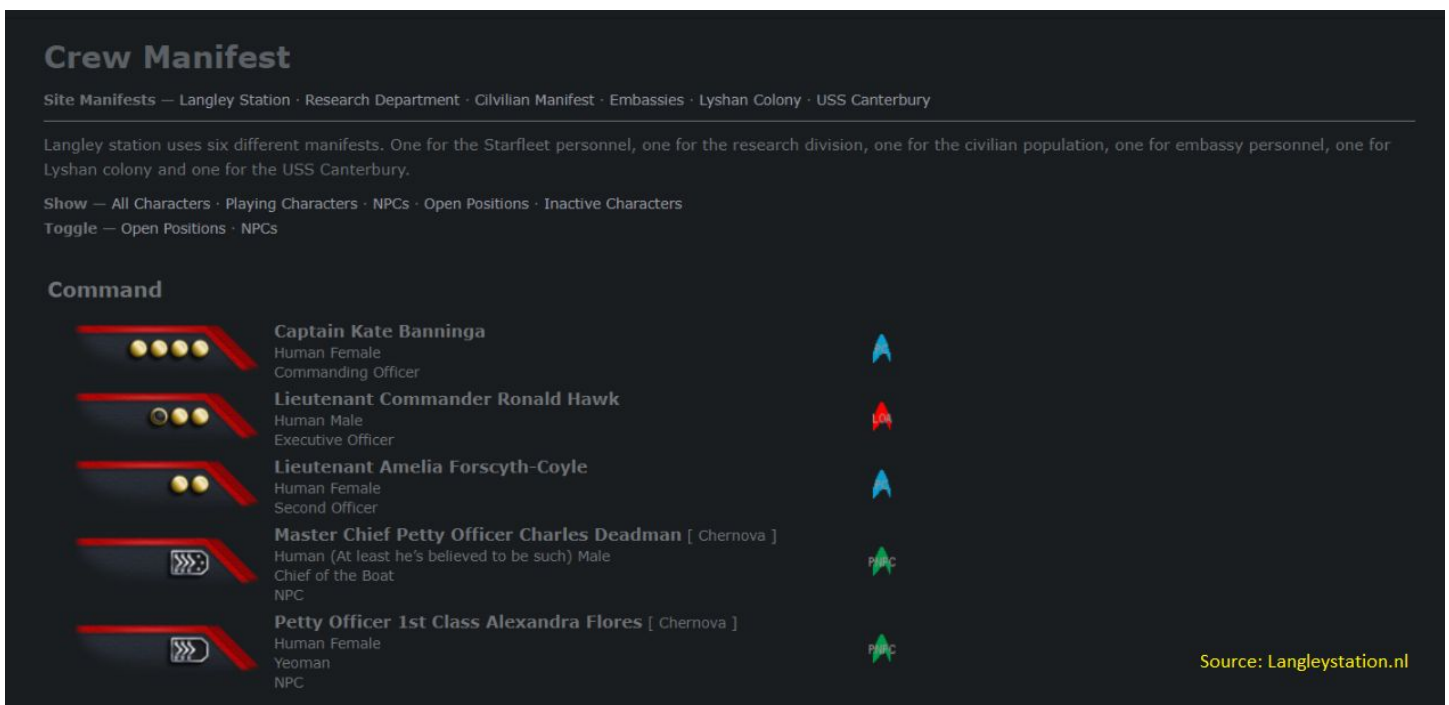 Crew Manifest
Site Manifests — Langley Station · Research Department · Cilvilian Manifest · Embassies · Lyshan Colony · USS Canterbury
Langley station uses six different manifests. One for the Starfleet personnel, one for the research division, one for the civilian population, one for embassy personnel, one for
Lyshan colony and one for the USS Canterbury.
Show — All Characters · Playing Characters · NPCs · Open Positions · Inactive Characters
Toggle — Open Positions · NPCs
Command
Captain Kate Banninga
Human Female
Commanding Officer
Lieutenant Commander Ronald Hawk
Human Male
Executive Officer
LOA
Lieutenant Amelia Forscyth-Coyle
Human Female
Second Officer
Master Chief Petty Officer Charles Deadman [ Chernova ]
Human (At least he’s believed to be such) Male
Chief of the Boat
NPC
PNPC
Petty Officer 1st Class Alexandra Flores [ Chernova ]
Human Female
Yeoman
NPC
PNPC
Source: Langleystation.nl